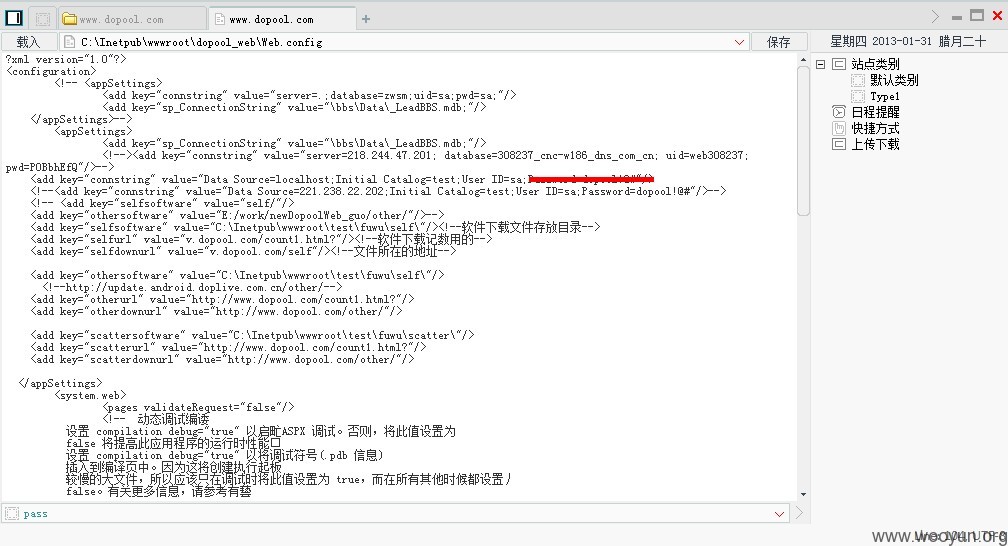 www.dopool.com
www.dopool.com
载入
C:\Inetpub\wwwroot\dopool_web\Web.config
保存
星期四 2013-01-31 腊月二十
?xml version="1.0"?>
<configuration>
<!-- <appSettings>
<add key="connstring" value="server=.;database=zwsm;uid=sa;pwd=sa;"/>
<add key="sp_ConnectionString" value="\bbs\Data\_LeadBBS.mdb;"/>
</appSettings>-->
<appSettings>
<add key="sp_ConnectionString" value="\bbs\Data\_LeadBBS.mdb;"/>
<!--><add key="connstring" value="server=218.244.47.201; database=308237_cnc-w186_dns_com_cn; uid=web308237;
pwd=POBbhEfQ"/>-->
<add key="connstring" value="Data Source=localhost;Initial Catalog=test;User ID=sa;
<!--<add key="connstring" value="Data Source=221.238.22.202;Initial Catalog=test;User ID=sa;Password=dopool!@#"/>-->
<!-- <add key="selfsoftware" value="self/"/>
<add key="othersoftware" value="E:/work/newDopoolWeb_guo/other/"/>-->
<add key="selfsoftware" value="C:\Inetpub\wwwroot\test\fuwu\self\"/><!--软件下载文件存放目录-->
<add key="selfurl" value="v.dopool.com/count1.html?"/><!--软件下载记数用的-->
<add key="selfdownurl" value="v.dopool.com/self"/><!--文件所在的地址-->
<add key="othersoftware" value="C:\Inetpub\wwwroot\test\fuwu\self\"/>
<!--http://update.android.doplive.com.cn/other/-->
<add key="otherurl" value="http://www.dopool.com/count1.html?"/>
<add key="otherdownurl" value="http://www.dopool.com/other/"/>
<add key="scattersoftware" value="C:\Inetpub\wwwroot\test\fuwu\scatter\"/>
<add key="scatterurl" value="http://www.dopool.com/count1.html?"/>
<add key="scatterdownurl" value="http://www.dopool.com/other/"/>
</appSettings>
<system.web>
<pages validateRequest="false"/>
<!-- 动态调试编诿
设置 compilation debug="true" 以启旷ASPX 调试。否则，将此值设置为
false 将提高此应用程序的运行时性能口
设置 compilation debug="true" 以将调试符号(.pdb 信息)
插入到编译页中。因为这将创建执行起板
较慢的大文件，所以应该只在调试时将此值设置为 true，而在所有其他时候都设置丿
false。有关更多信息，请参考有藝
pass
站点类别
默认类别
Type1
日程提醒
快捷方式
上传下载
www.wooyun.org